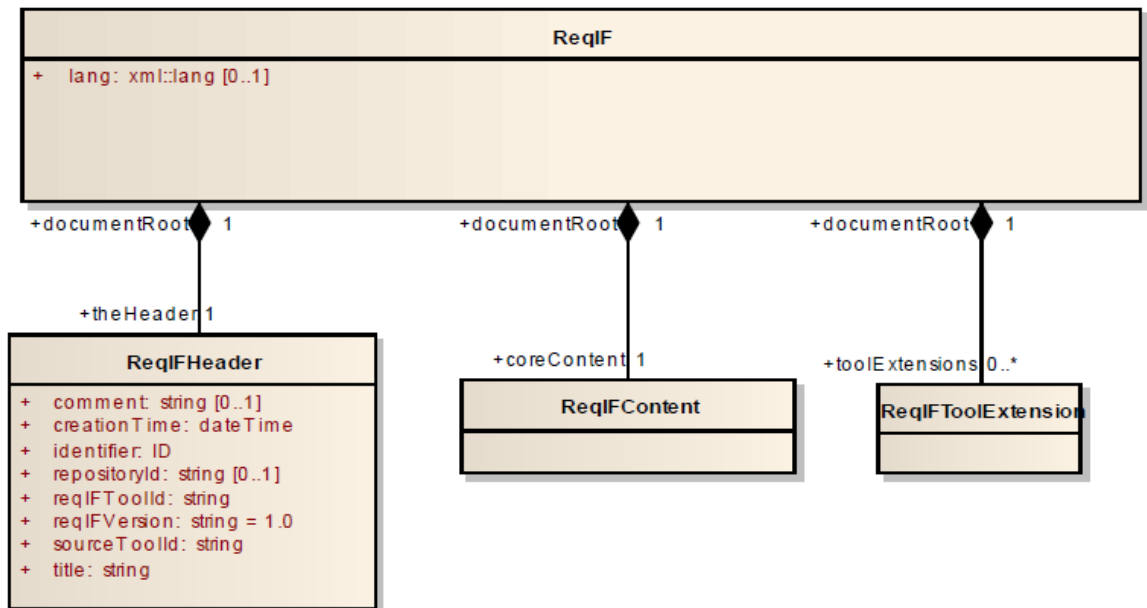 ReqIF
+ lang: xml::lang [0..1]
+documentRoot 1
+documentRoot 1
+documentRoot 1
+theHeader 1
+coreContent 1
+toolExtensions 0..*
ReqIFHeader
+ comment: string [0..1]
+ creationTime: dateTime
+ identifier: ID
+ repositoryId: string [0..1]
+ reqIFToolId: string
+ reqIFVersion: string = 1.0
+ sourceToolId: string
+ title: string
ReqIFContent
ReqIFToolExtension